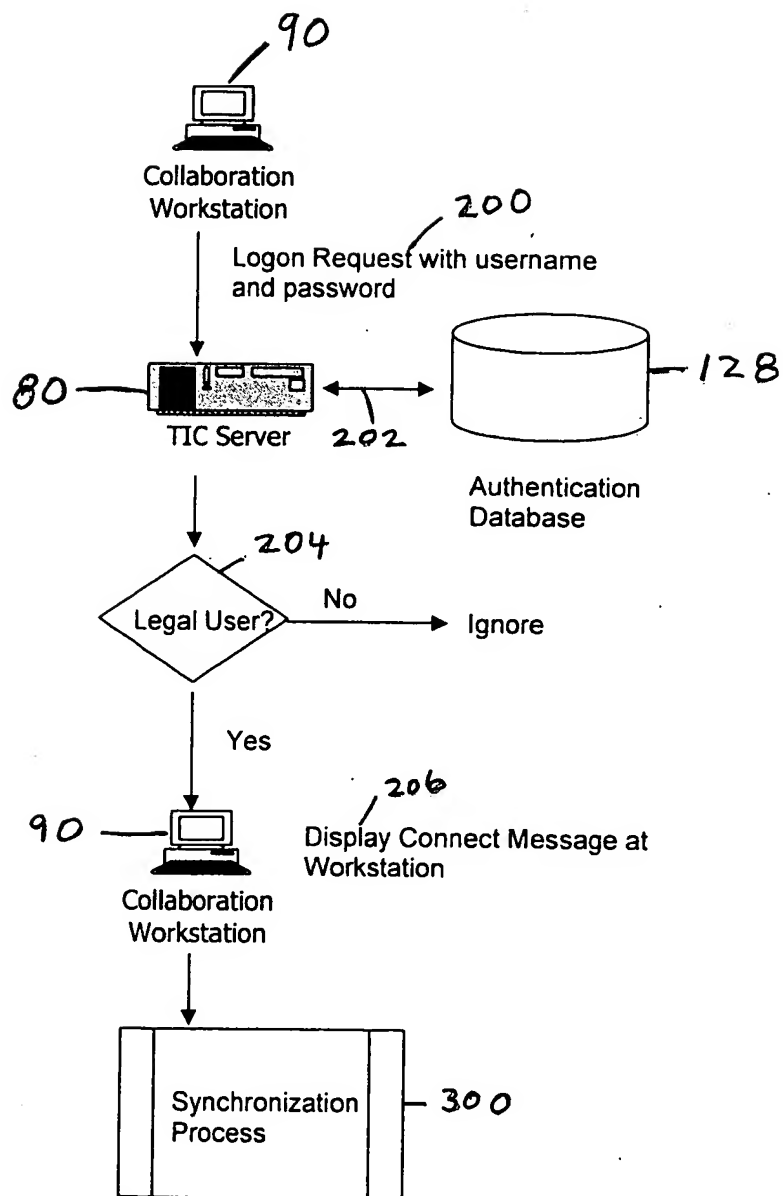 90
Collaboration
Workstation
200
Logon Request with username
and password
80
TIC Server
202
128
Authentication
Database
204
Legal User?
No
Ignore
Yes
90
206
Display Connect Message at
Workstation
Collaboration
Workstation
Synchronization
Process
300